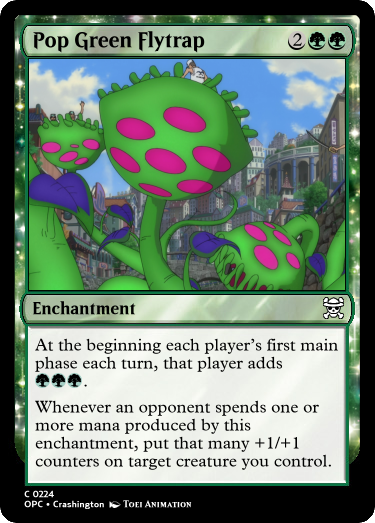 Pop Green Flytrap 2
Enchantment
At the beginning each player's first main
phase each turn, that player adds
.
Whenever an opponent spends one or
more mana produced by this
enchantment, put that many +1/+1
counters on target creature you control.
C 0224
OPC • Crashington TOEI ANIMATION